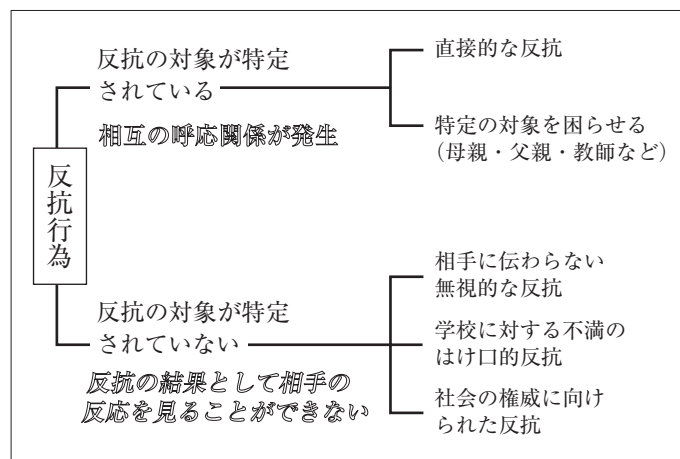 反抗行為
反抗の対象が特定
されている
相互の呼応関係が発生
直接的な反抗
特定の対象を困らせる
（母親・父親・教師など）
反抗の対象が特定
されていない
反抗の結果として相手の
反応を見ることができない
相手に伝わらない
無視的な反抗
学校に対する不満の
はけ口的反抗
社会の権威に向け
られた反抗